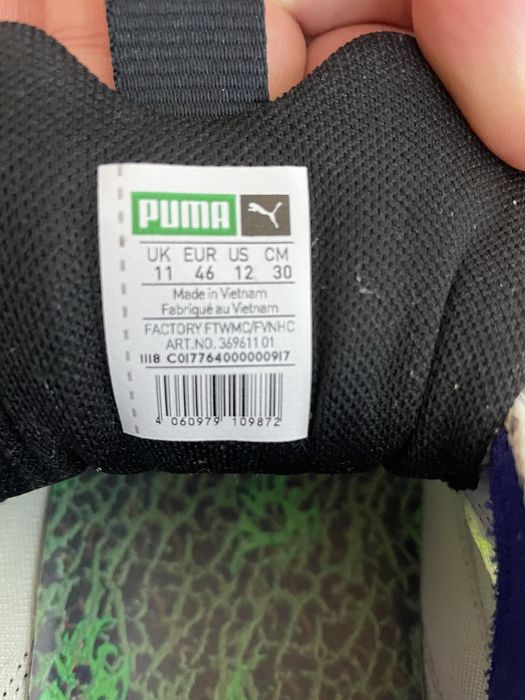 PUMA
UK EUR US CM
11 46 12 30
Made in Vietnam
Fabriqué au Vietnam
FACTORY FTWMC/FVNHC
ART.NO. 369611 01
1118 C017764000000917
4 060979 109872